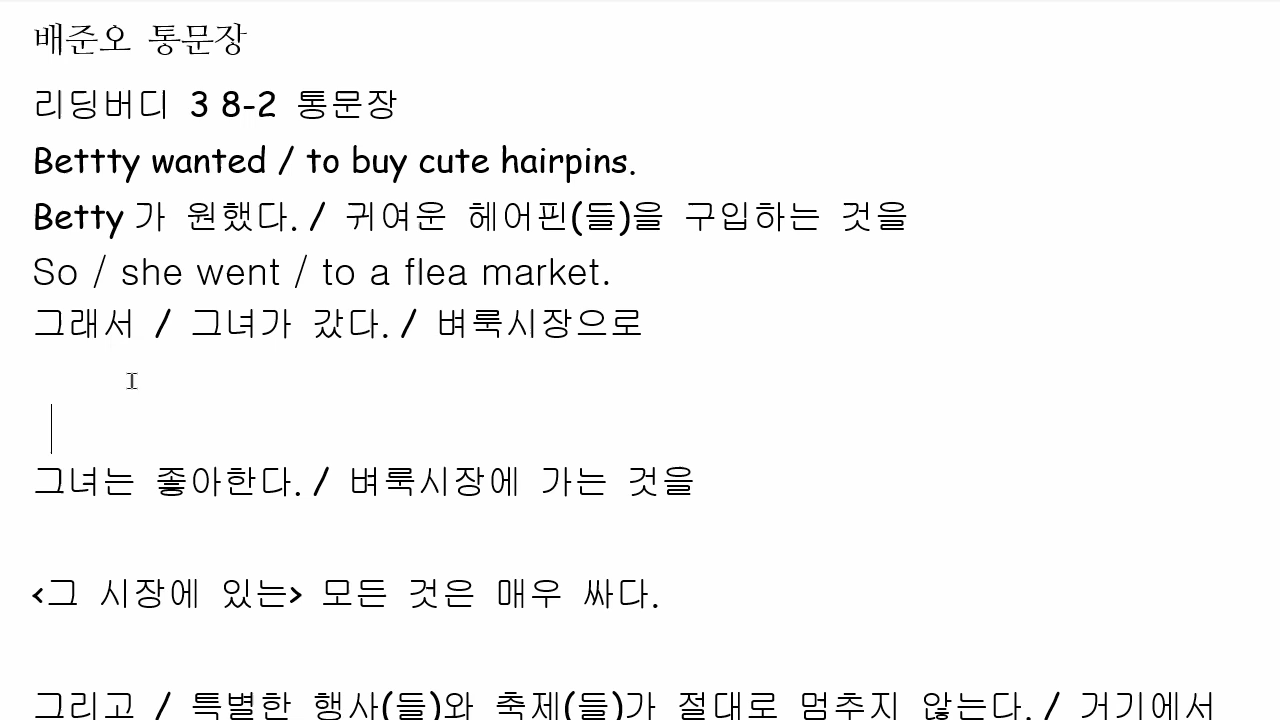 배준오 통문장
리딩버디 3 8-2 통문장
Bettty wanted / to buy cute hairpins.
Betty 가 원했다. / 귀여운 헤어핀(들)을 구입하는 것을
So / she went / to a flea market.
그래서 / 그녀가 갔다. / 벼룩시장으로
그녀는 좋아한다. / 벼룩시장에 가는 것을
<그 시장에 있는> 모든 것은 매우 싸다.
그리고 / 특별한 행사(들)와 축제(들)가 절대로 멈추지 않는다. / 거기에서